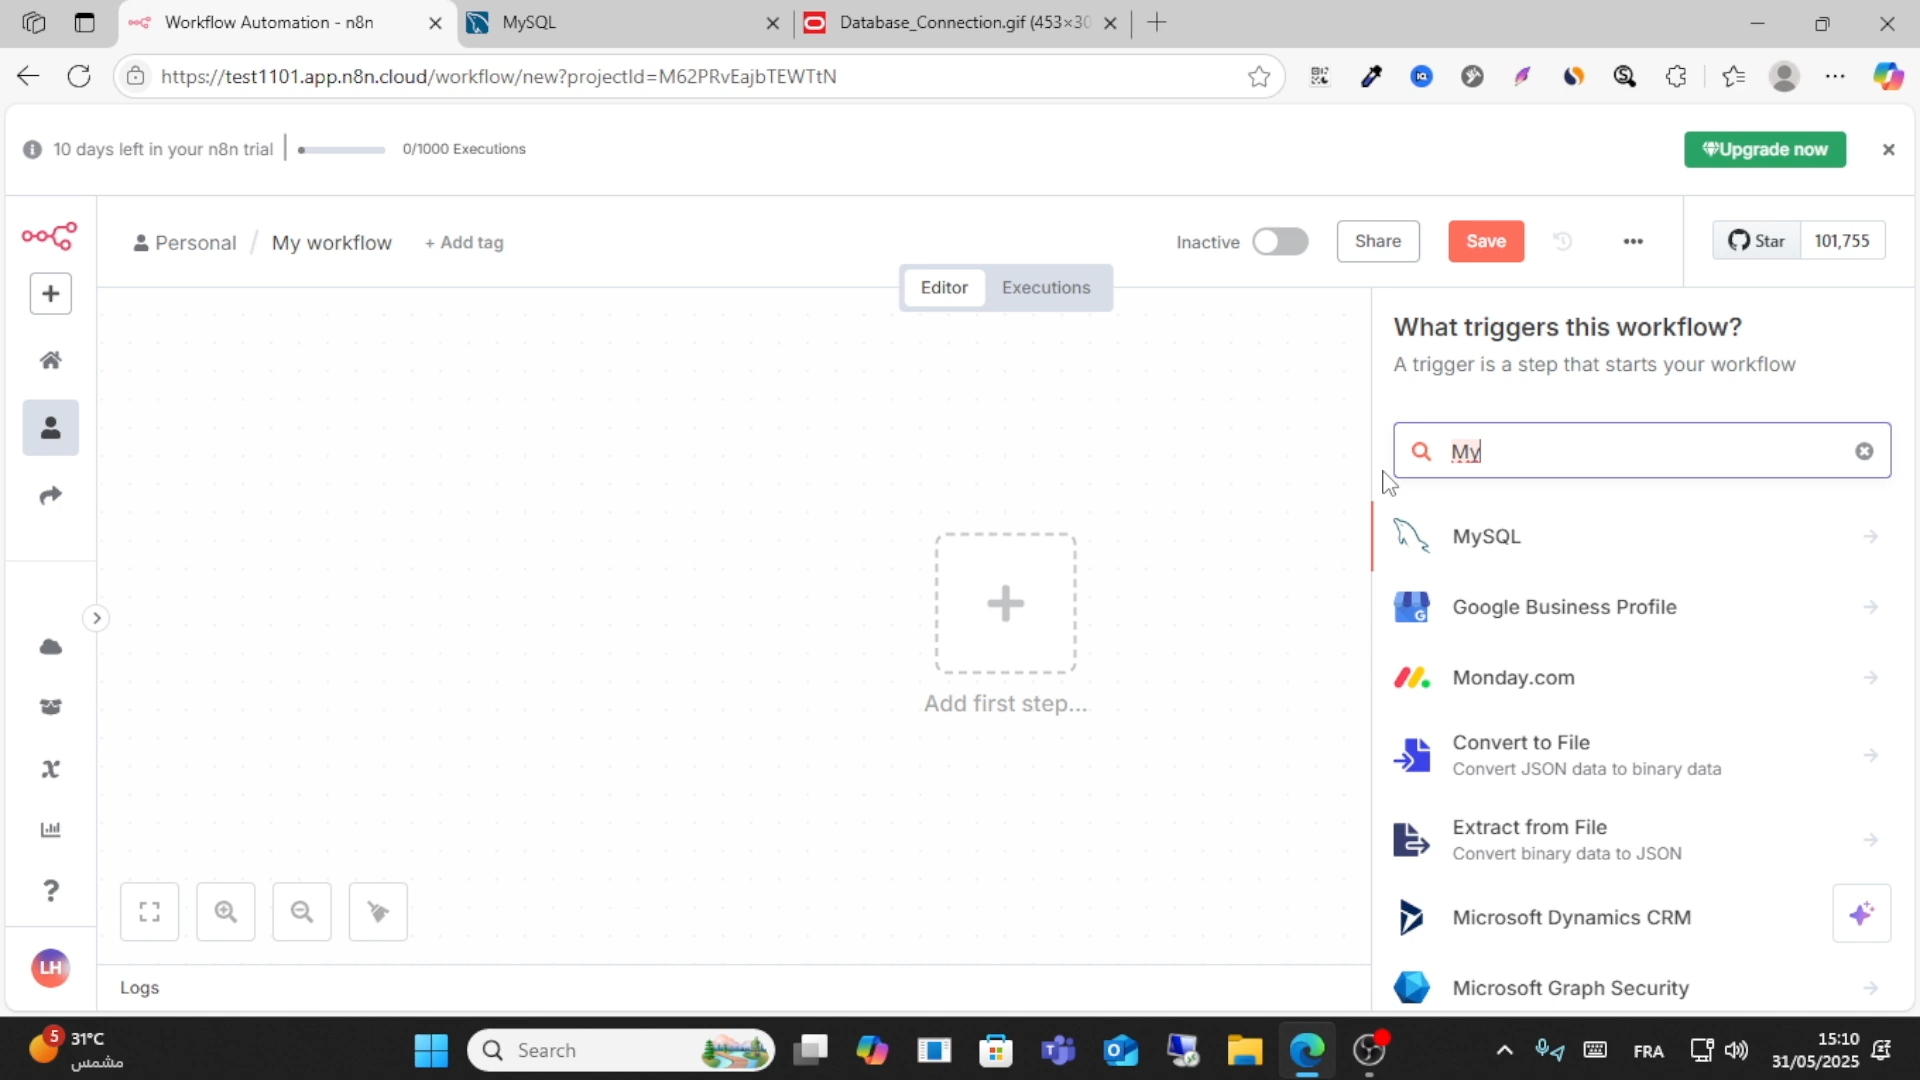 Workflow Automation - n8n
MySQL
Database_Connection.gif (453×30
https://test1101.app.n8n.cloud/workflow/new?projectId=M62PRvEajbTEWTtN
10 days left in your n8n trial
0/1000 Executions
Upgrade now
Personal / My workflow
+ Add tag
Inactive
Share
Save
Star
101,755
Editor
Executions
What triggers this workflow?
A trigger is a step that starts your workflow
My
MySQL
Google Business Profile
Monday.com
Convert to File
Convert JSON data to binary data
Extract from File
Convert binary data to JSON
Microsoft Dynamics CRM
Microsoft Graph Security
Add first step...
LH
Logs
5
31°C
مشمس
Search
FRA
15:10
31/05/2025